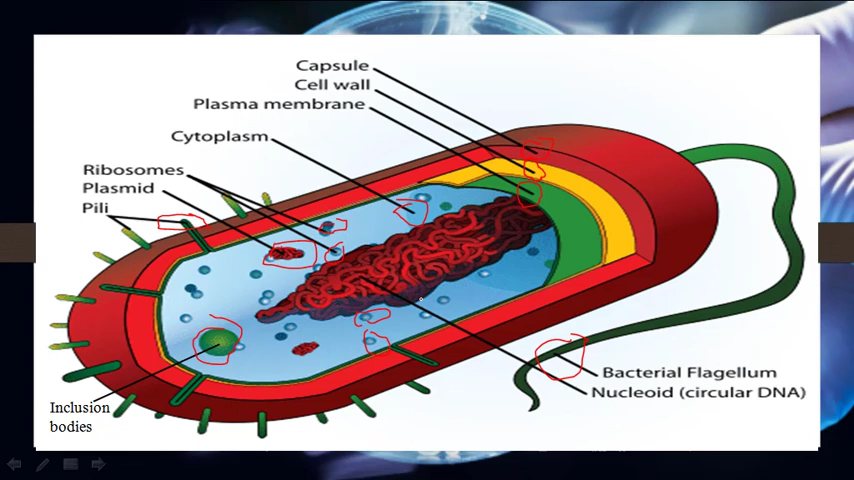 Capsule
Cell wall
Plasma membrane
Cytoplasm
Ribosomes
Plasmid
Pili
Bacterial Flagellum
Nucleoid (circular DNA)
Inclusion
bodies